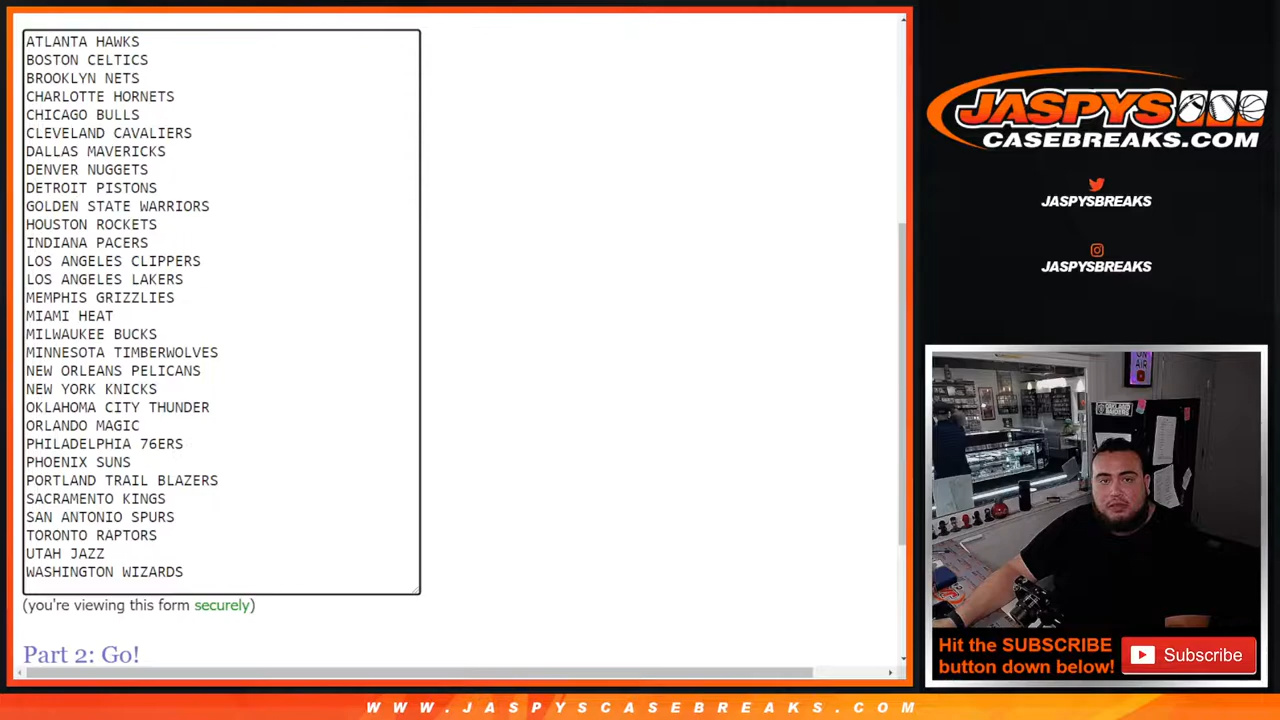 ATLANTA HAWKS
BOSTON CELTICS
BROOKLYN NETS
CHARLOTTE HORNETS
CHICAGO BULLS
CLEVELAND CAVALIERS
DALLAS MAVERICKS
DENVER NUGGETS
DETROIT PISTONS
GOLDEN STATE WARRIORS
HOUSTON ROCKETS
INDIANA PACERS
LOS ANGELES CLIPPERS
LOS ANGELES LAKERS
MEMPHIS GRIZZLIES
MIAMI HEAT
MILWAUKEE BUCKS
MINNESOTA TIMBERWOLVES
NEW ORLEANS PELICANS
NEW YORK KNICKS
OKLAHOMA CITY THUNDER
ORLANDO MAGIC
PHILADELPHIA 76ERS
PHOENIX SUNS
PORTLAND TRAIL BLAZERS
SACRAMENTO KINGS
SAN ANTONIO SPURS
TORONTO RAPTORS
UTAH JAZZ
WASHINGTON WIZARDS
(you're viewing this form securely)
Part 2: Go!
JASPYS
CASEBREAKS.COM
JASPYSBREAKS
JASPYSBREAKS
ON
AIR
Hit the SUBSCRIBE
button down below!
Subscribe
WWW.JASPYSCASEBREAKS.COM